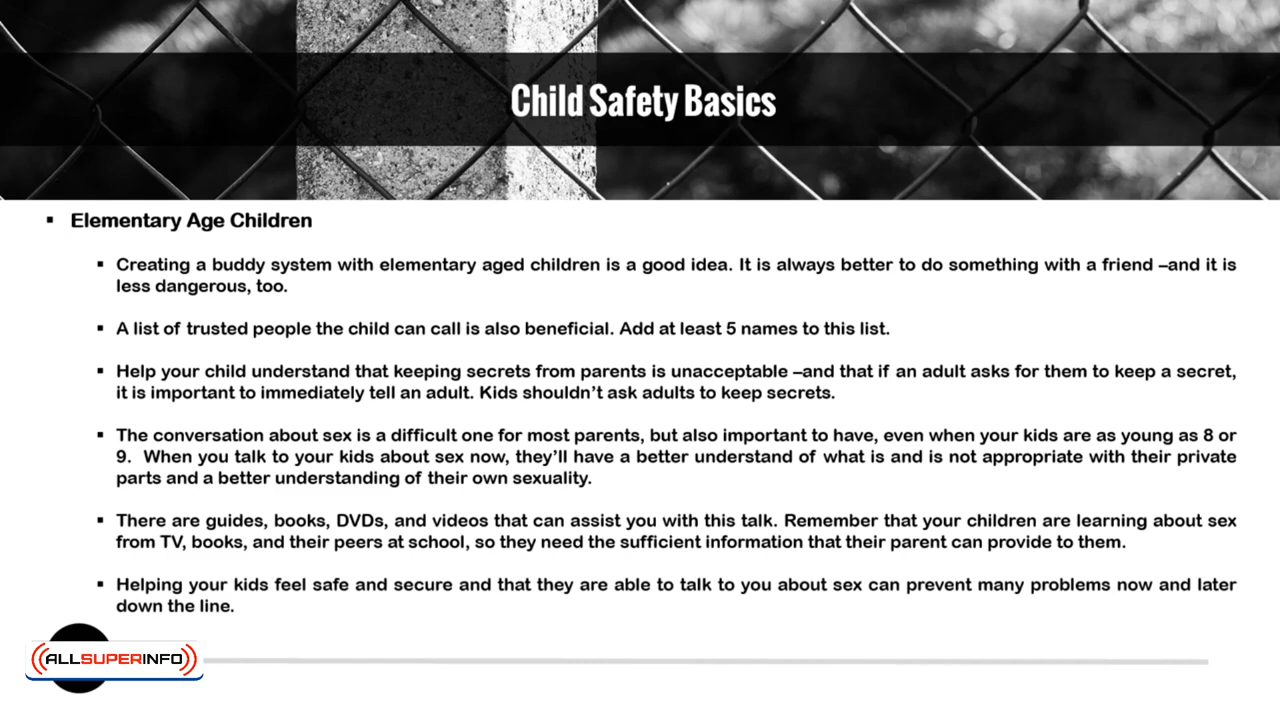 Child Safety Basics
▪ Elementary Age Children
▪ Creating a buddy system with elementary aged children is a good idea. It is always better to do something with a friend –and it is
less dangerous, too.
▪ A list of trusted people the child can call is also beneficial. Add at least 5 names to this list.
▪ Help your child understand that keeping secrets from parents is unacceptable –and that if an adult asks for them to keep a secret,
it is important to immediately tell an adult. Kids shouldn’t ask adults to keep secrets.
▪ The conversation about sex is a difficult one for most parents, but also important to have, even when your kids are as young as 8 or
9. When you talk to your kids about sex now, they’ll have a better understand of what is and is not appropriate with their private
parts and a better understanding of their own sexuality.
▪ There are guides, books, DVDs, and videos that can assist you with this talk. Remember that your children are learning about sex
from TV, books, and their peers at school, so they need the sufficient information that their parent can provide to them.
▪ Helping your kids feel safe and secure and that they are able to talk to you about sex can prevent many problems now and later
down the line.
ALLSUPERINFO